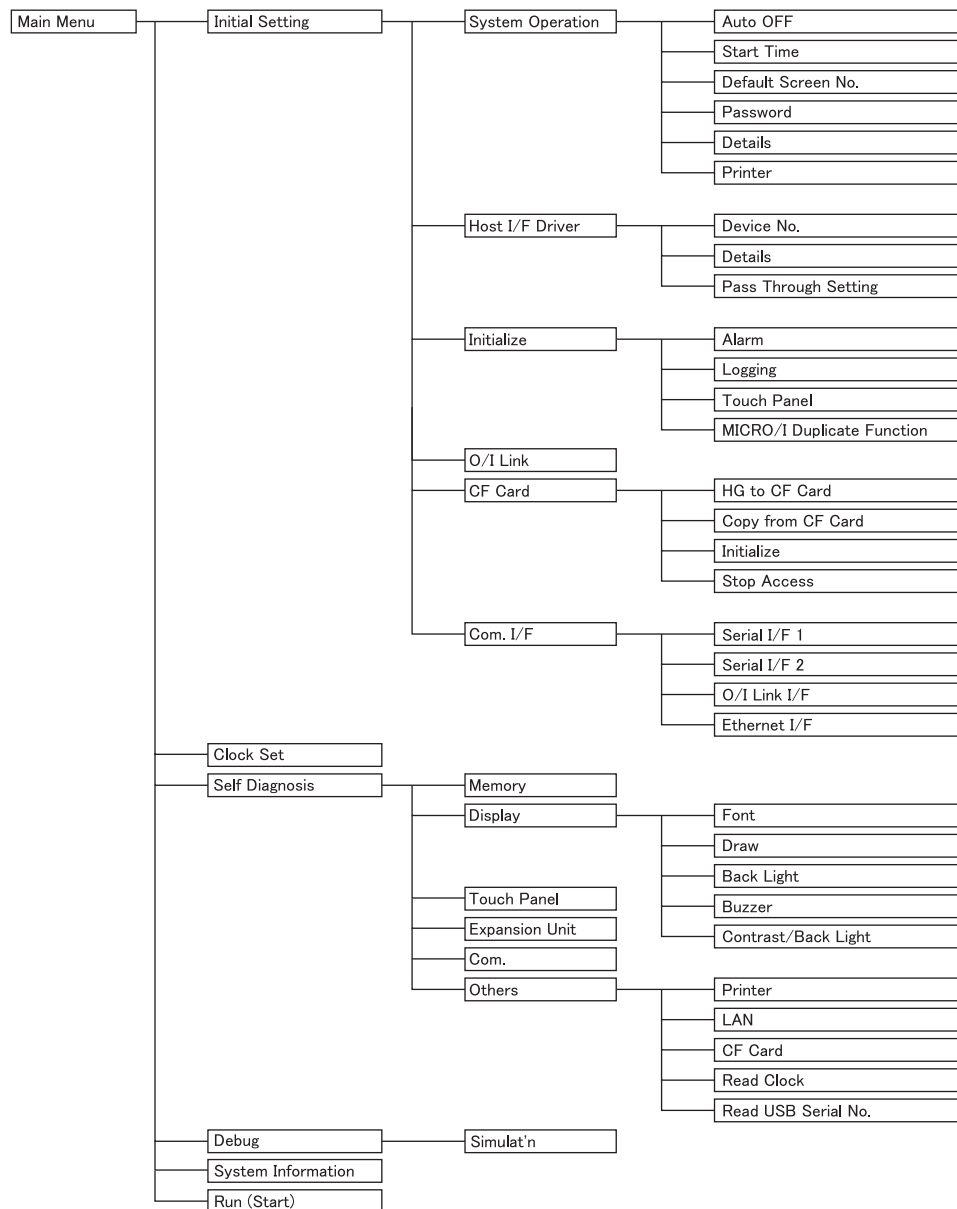 Main Menu
Initial Setting
System Operation
Auto OFF
Start Time
Default Screen No.
Password
Details
Printer
Host I/F Driver
Device No.
Details
Pass Through Setting
Initialize
Alarm
Logging
Touch Panel
MICRO/I Duplicate Function
O/I Link
CF Card
HG to CF Card
Copy from CF Card
Initialize
Stop Access
Com. I/F
Serial I/F 1
Serial I/F 2
O/I Link I/F
Ethernet I/F
Clock Set
Self Diagnosis
Memory
Display
Font
Draw
Back Light
Buzzer
Contrast/Back Light
Touch Panel
Expansion Unit
Com.
Others
Printer
LAN
CF Card
Read Clock
Read USB Serial No.
Debug
Simulat'n
System Information
Run (Start)